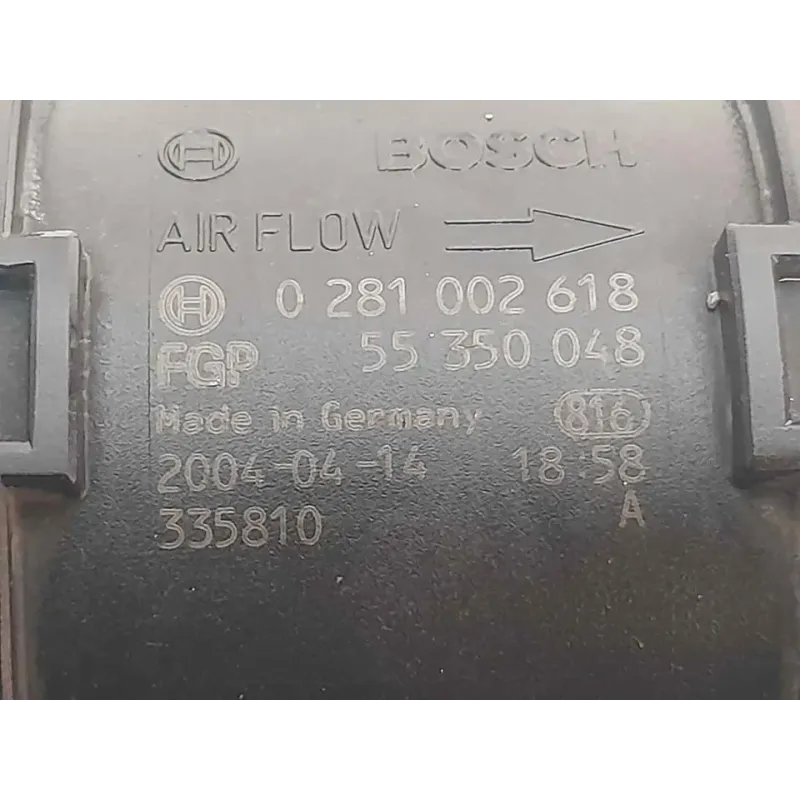 BOSCH
AIR FLOW
0 281 002 618
FGP 55 350 048
Made in Germany 816
2004-04-14 18:58
335810 A